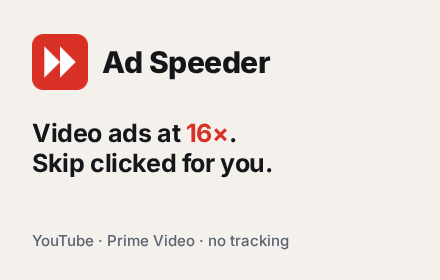 Ad Speeder
Video ads at 16×.
Skip clicked for you.
YouTube · Prime Video · no tracking